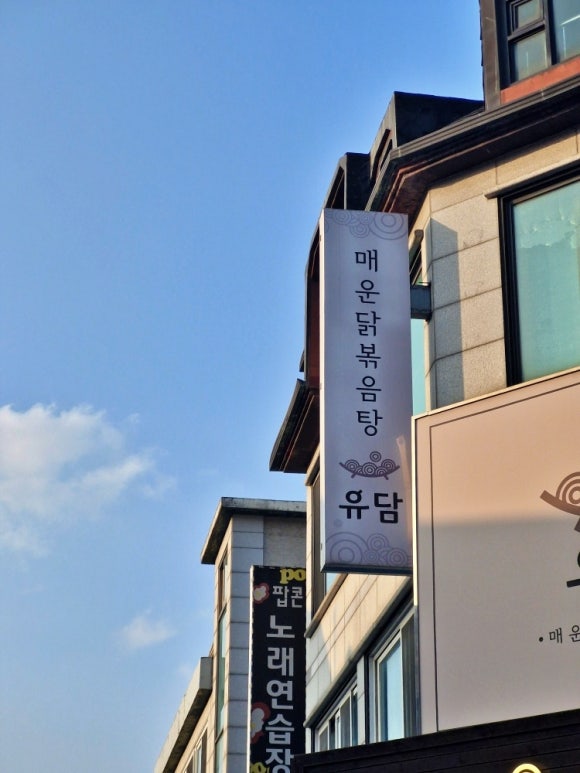 매운닭볶음탕
유담
po
팝콘
노래연습장
• 매 운